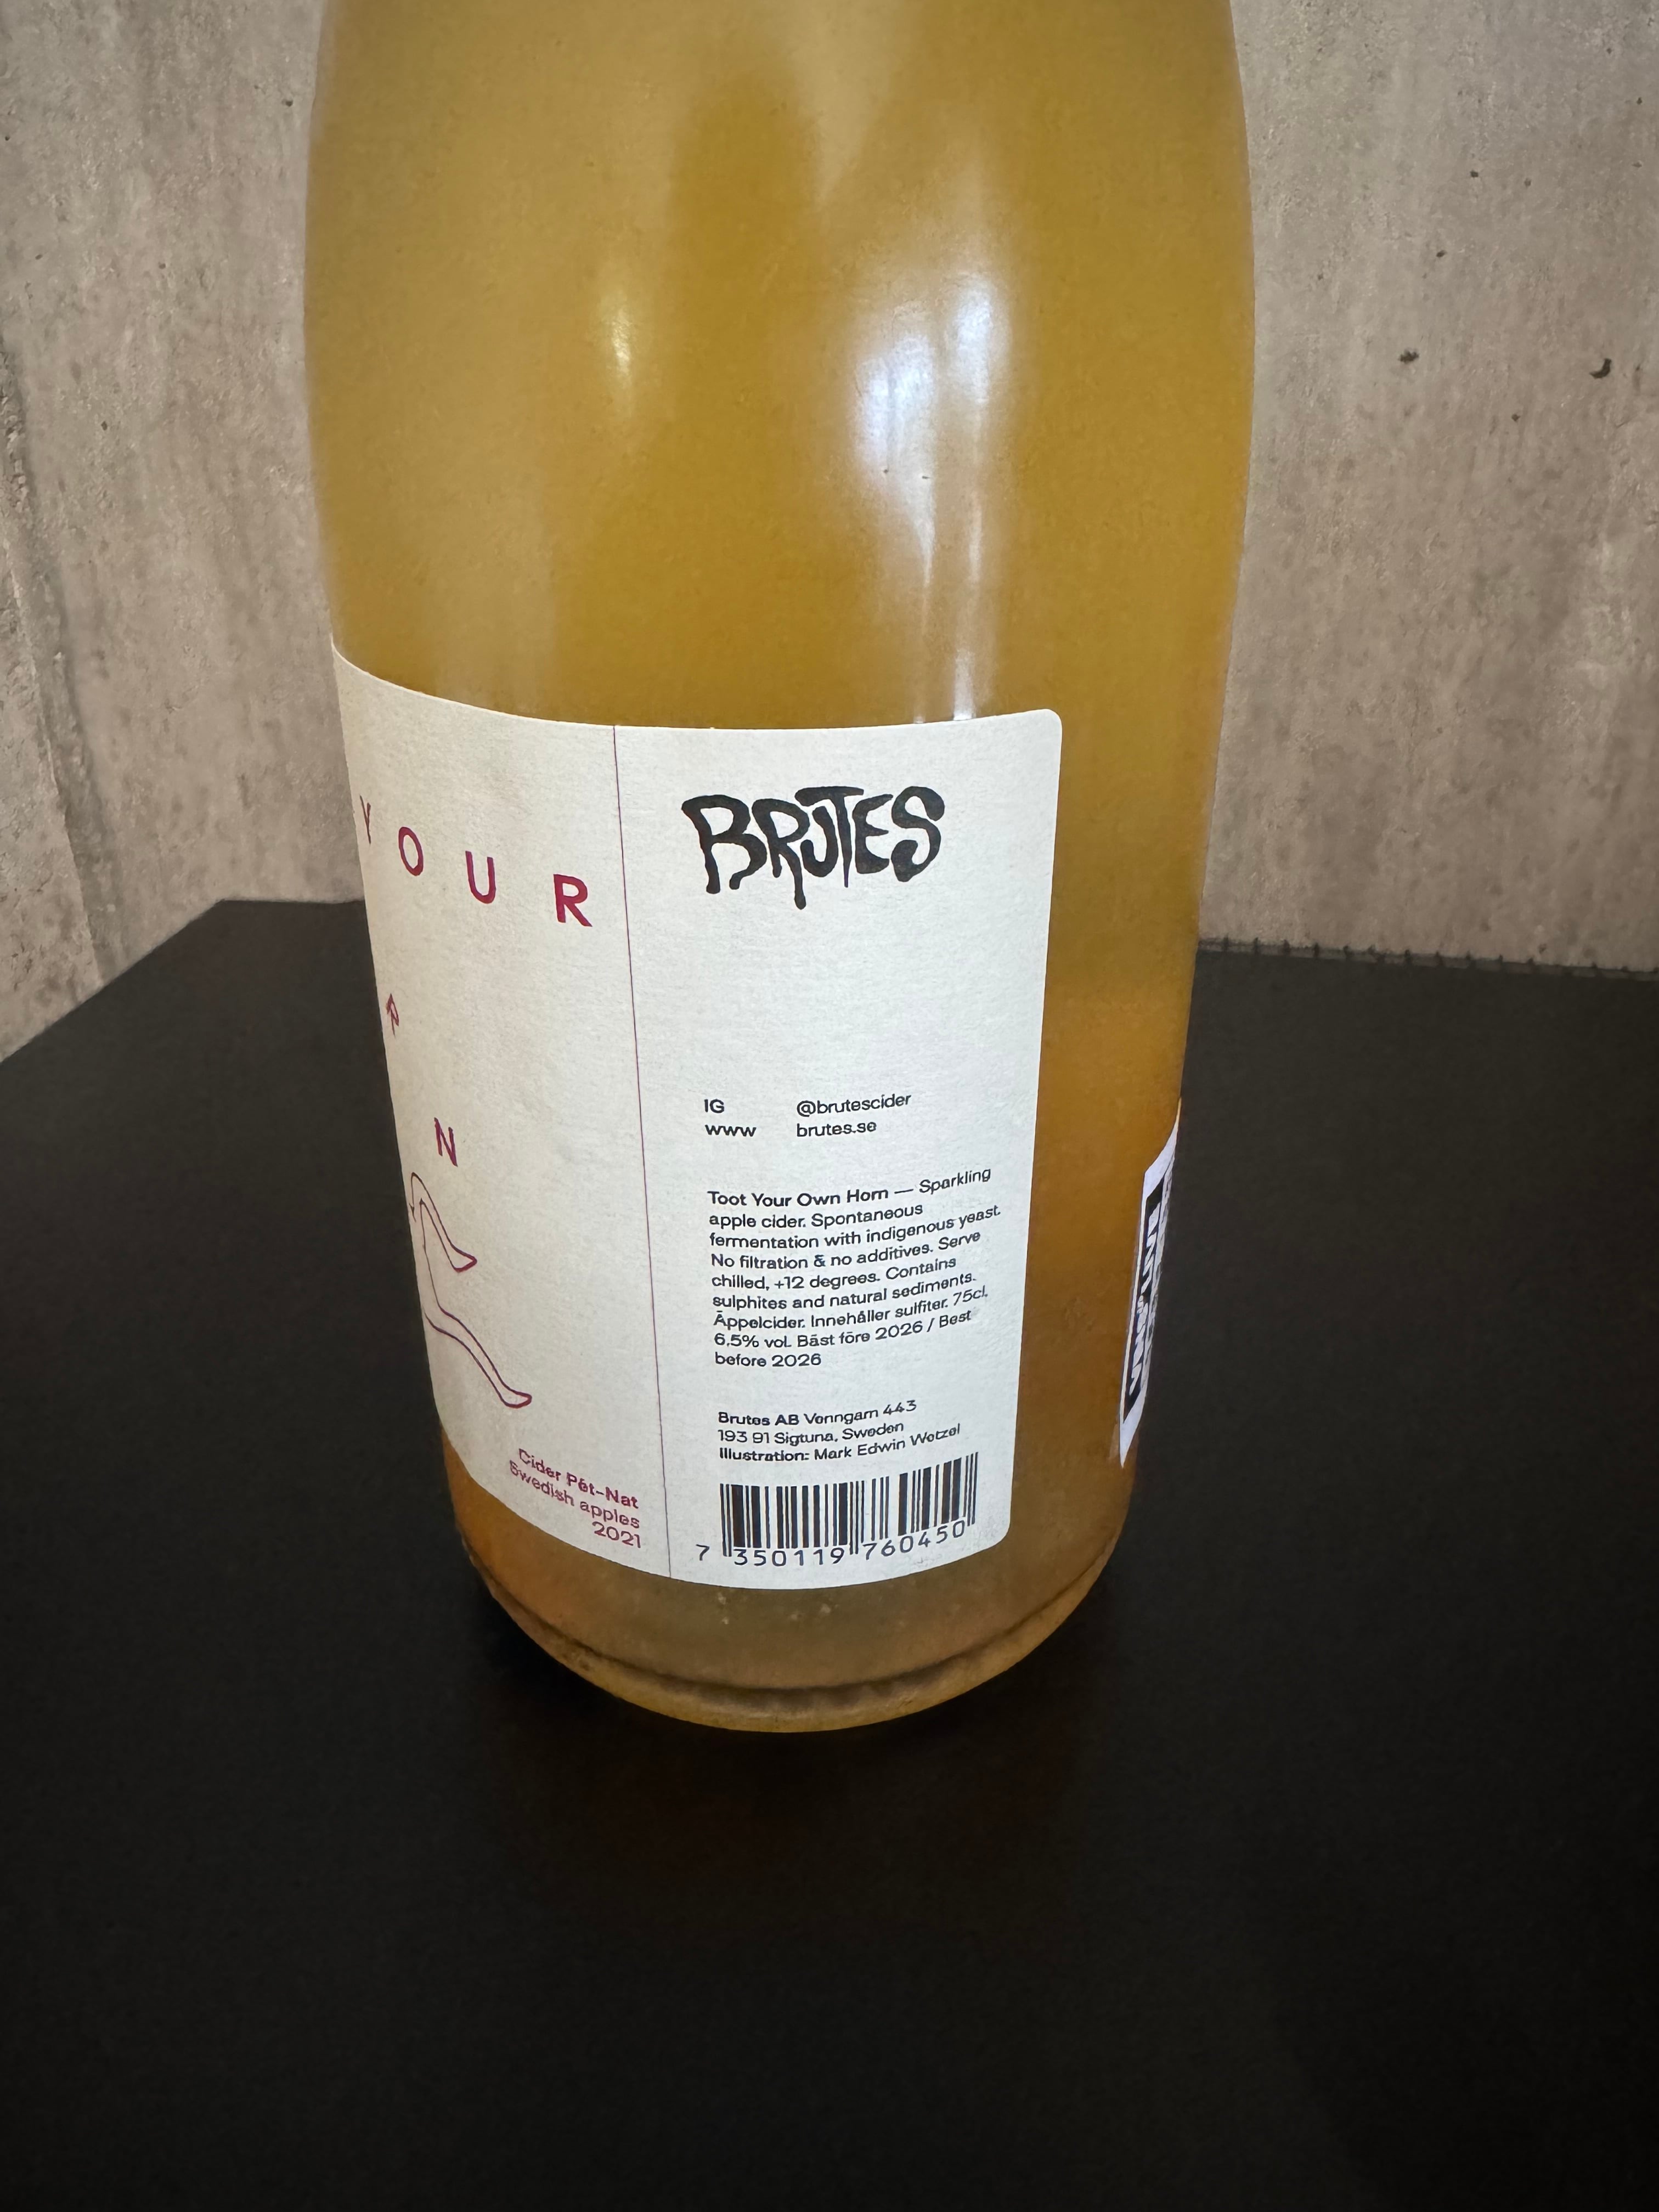 YOUR
R
N
Cider Pét-Nat
Swedish apples
2021
BRUTES
IG @brutescider
www brutes.se
Toot Your Own Horn — Sparkling
apple cider. Spontaneous
fermentation with indigenous yeast.
No filtration & no additives. Serve
chilled, +12 degrees. Contains
sulphites and natural sediments.
Äppelcider. Innehåller sulfiter. 75cl,
6,5% vol. Bäst före 2026 / Best
before 2026
Brutes AB Venngarn 443
193 91 Sigtuna, Sweden
Illustration: Mark Edwin Wetzel
7 350119 760450